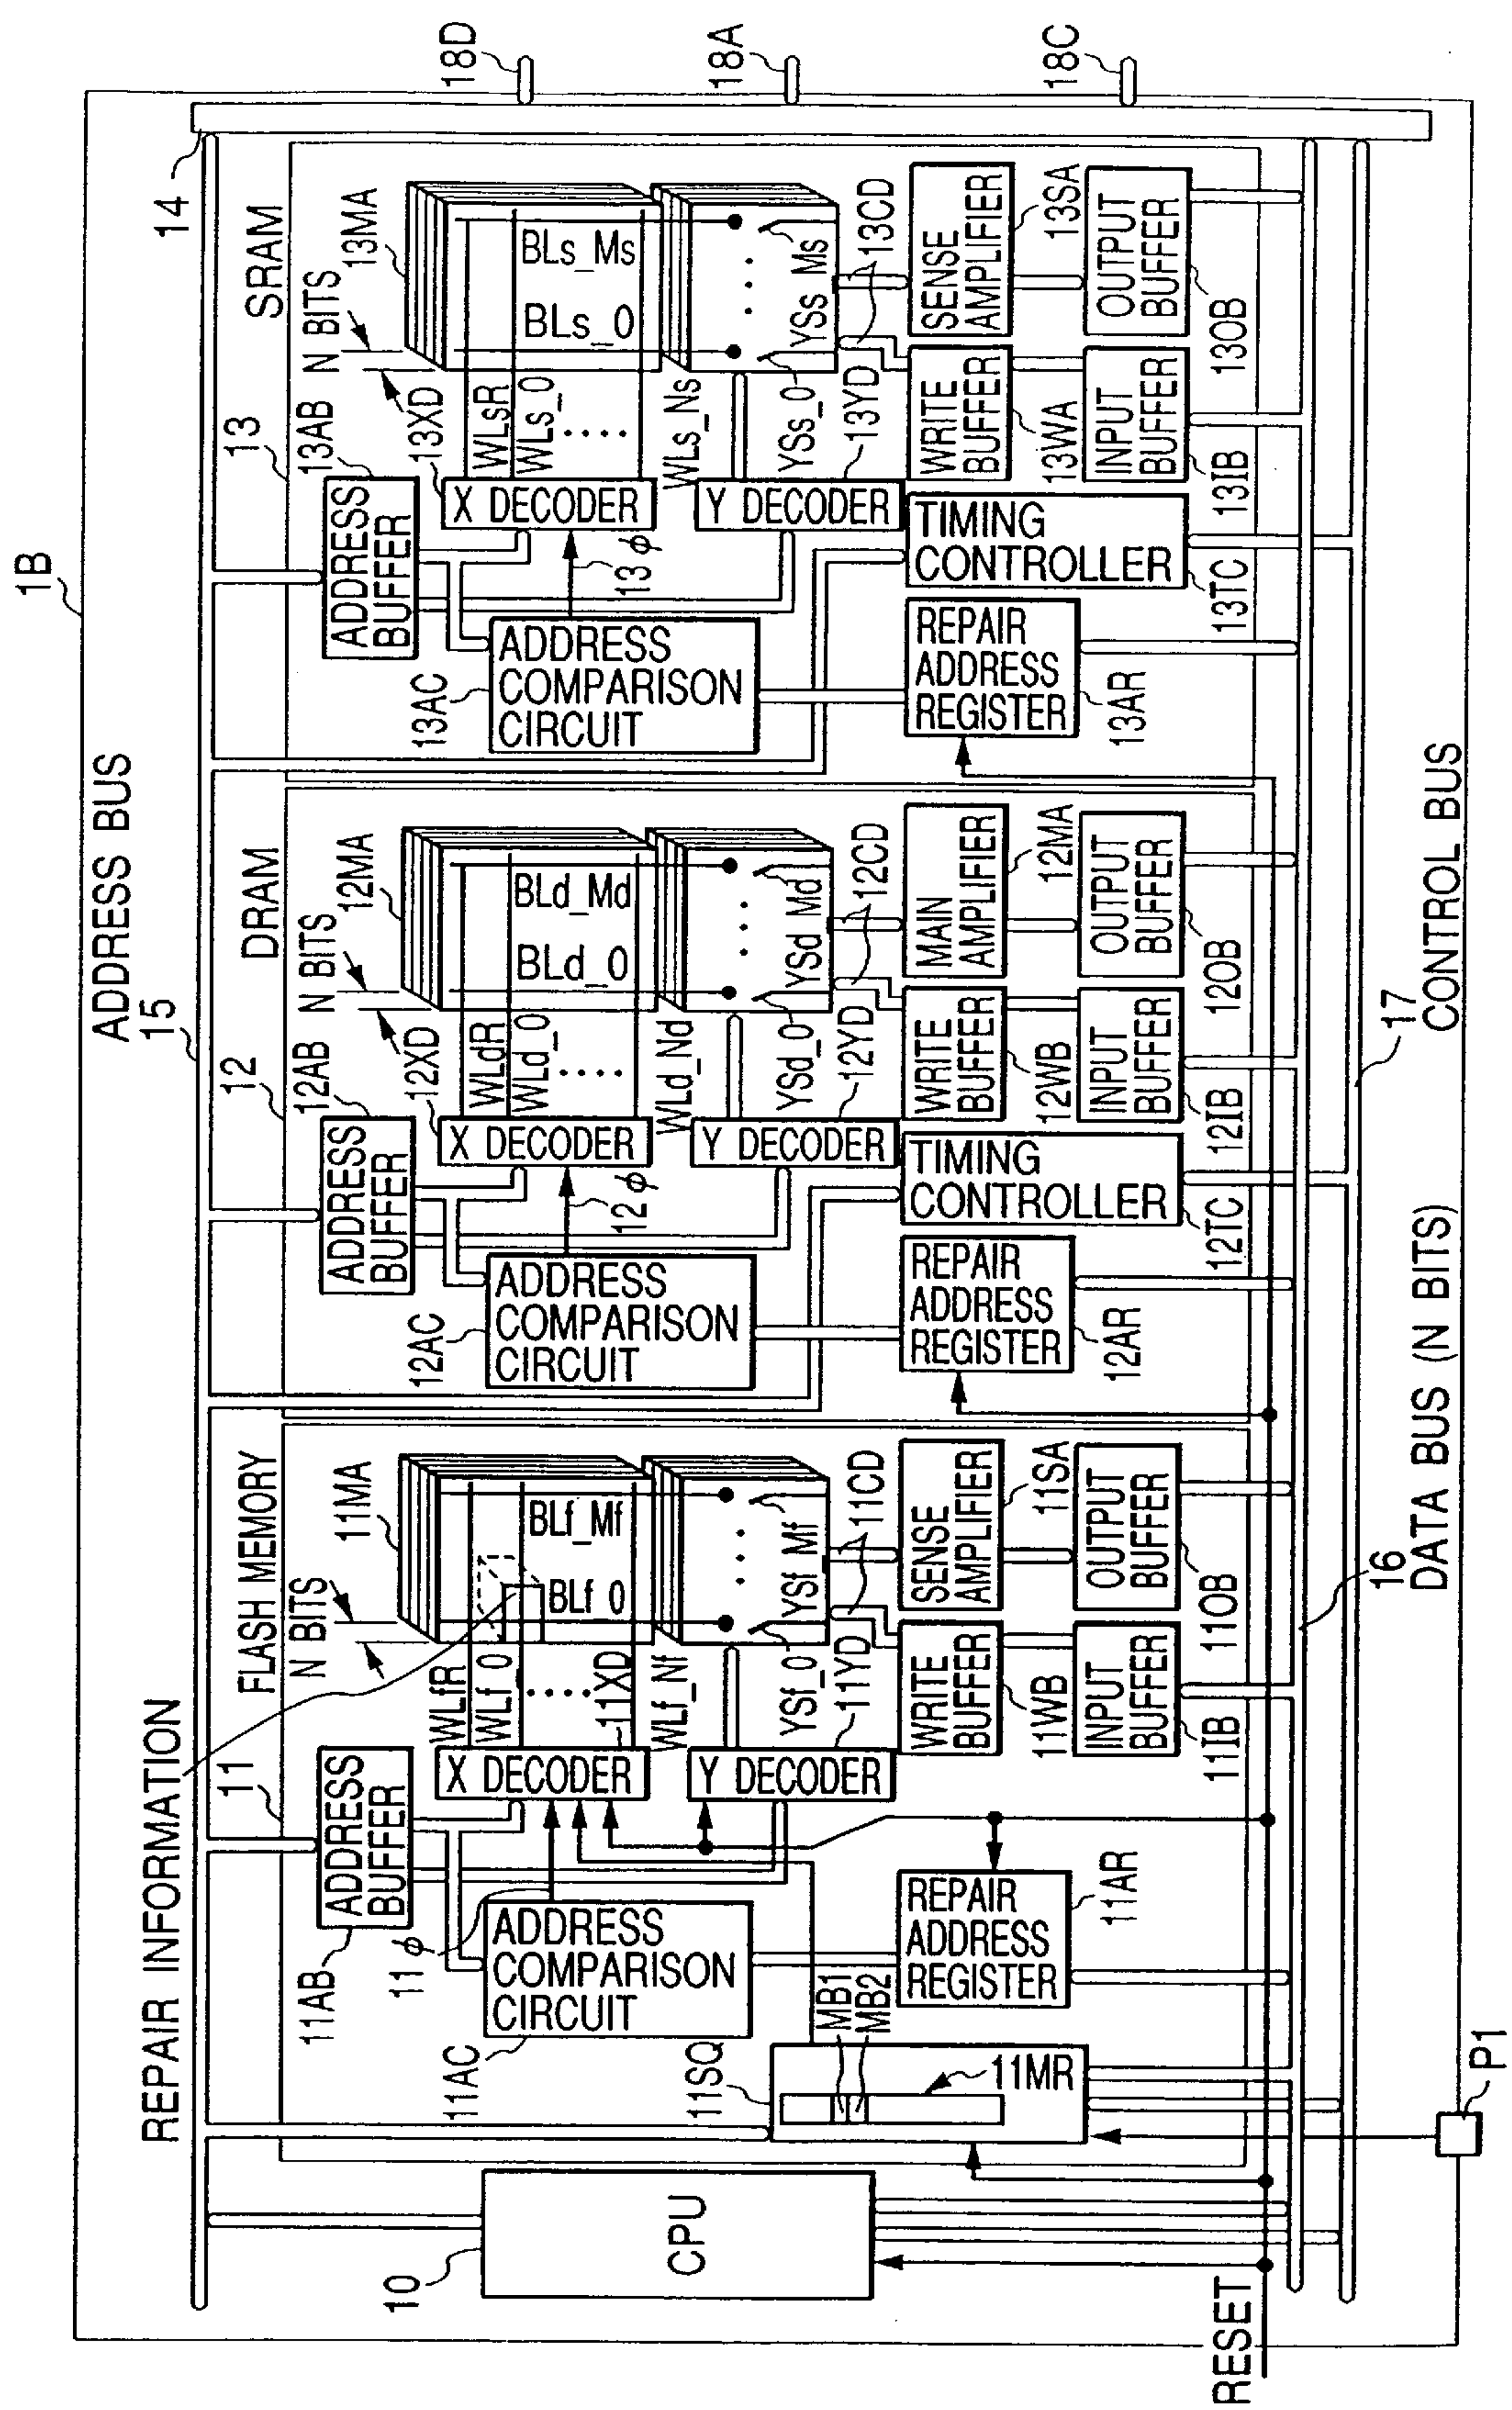 1B
ADDRESS BUS
15
14
REPAIR INFORMATION
FLASH MEMORY
11
N BITS
11MA
11AB
ADDRESS
BUFFER
WLfR
WLf_0
11XD
WLf_Nf
BLf_Mf
BLf_0
X DECODER
YSf_0
YSf_Mf
11YD
11CD
Y DECODER
11φ
11AC
ADDRESS
COMPARISON
CIRCUIT
SENSE
AMPLIFIER
11SA
WRITE
BUFFER
11WB
OUTPUT
BUFFER
11OB
INPUT
BUFFER
11IB
REPAIR
ADDRESS
REGISTER
11AR
11SQ
MB1
MB2
11MR
10
CPU
RESET
P1
DRAM
12
N BITS
12MA
12AB
ADDRESS
BUFFER
12XD
WLdR
WLd_0
WLd_Nd
BLd_Md
BLd_0
X DECODER
YSd_0
YSd_Md
12YD
12CD
Y DECODER
12φ
12AC
ADDRESS
COMPARISON
CIRCUIT
MAIN
AMPLIFIER
12MA
WRITE
BUFFER
12WB
OUTPUT
BUFFER
12OB
INPUT
BUFFER
12IB
TIMING
CONTROLLER
12TC
REPAIR
ADDRESS
REGISTER
12AR
SRAM
13
N BITS
13MA
13AB
ADDRESS
BUFFER
13XD
WLsR
WLs_0
WLs_Ns
BLs_Ms
BLs_0
X DECODER
YSs_0
YSs_Ms
13YD
13CD
Y DECODER
13φ
13AC
ADDRESS
COMPARISON
CIRCUIT
SENSE
AMPLIFIER
13SA
WRITE
BUFFER
13WA
OUTPUT
BUFFER
13OB
INPUT
BUFFER
13IB
TIMING
CONTROLLER
13TC
REPAIR
ADDRESS
REGISTER
13AR
18D
18A
18C
16
DATA BUS (N BITS)
17
CONTROL BUS